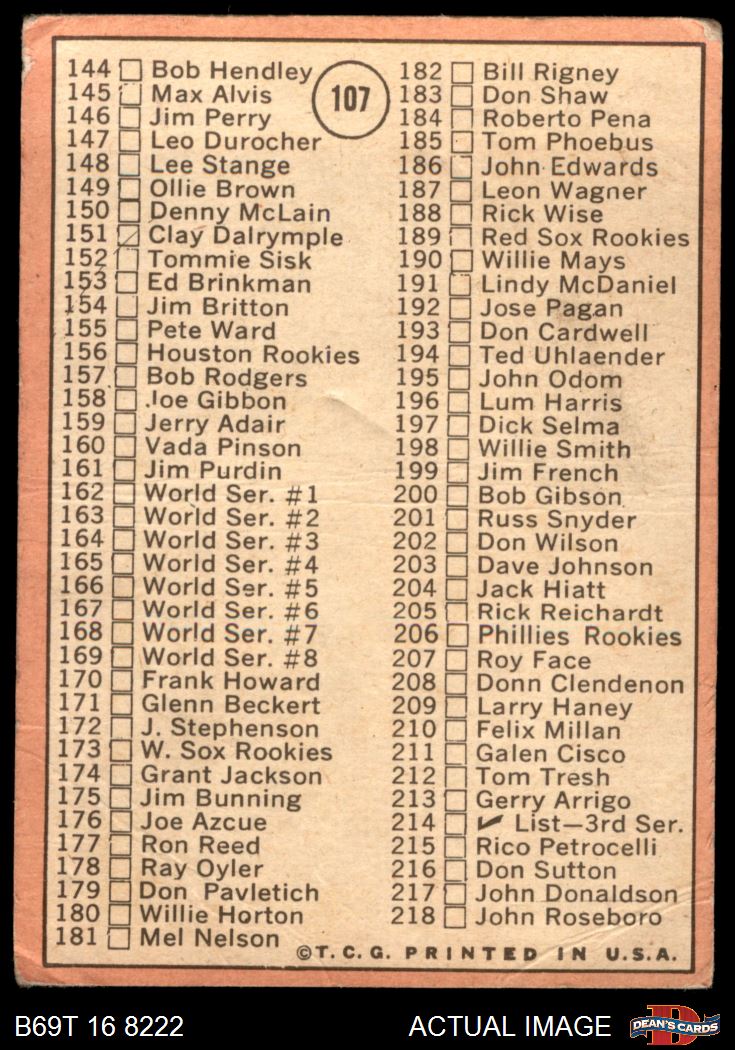 107
144 Bob Hendley
145 Max Alvis
146 Jim Perry
147 Leo Durocher
148 Lee Stange
149 Ollie Brown
150 Denny McLain
151 Clay Dalrymple
152 Tommie Sisk
153 Ed Brinkman
154 Jim Britton
155 Pete Ward
156 Houston Rookies
157 Bob Rodgers
158 Joe Gibbon
159 Jerry Adair
160 Vada Pinson
161 Jim Purdin
162 World Ser. #1
163 World Ser. #2
164 World Ser. #3
165 World Ser. #4
166 World Ser. #5
167 World Ser. #6
168 World Ser. #7
169 World Ser. #8
170 Frank Howard
171 Glenn Beckert
172 J. Stephenson
173 W. Sox Rookies
174 Grant Jackson
175 Jim Bunning
176 Joe Azcue
177 Ron Reed
178 Ray Oyler
179 Don Pavletich
180 Willie Horton
181 Mel Nelson
182 Bill Rigney
183 Don Shaw
184 Roberto Pena
185 Tom Phoebus
186 John Edwards
187 Leon Wagner
188 Rick Wise
189 Red Sox Rookies
190 Willie Mays
191 Lindy McDaniel
192 Jose Pagan
193 Don Cardwell
194 Ted Uhlaender
195 John Odom
196 Lum Harris
197 Dick Selma
198 Willie Smith
199 Jim French
200 Bob Gibson
201 Russ Snyder
202 Don Wilson
203 Dave Johnson
204 Jack Hiatt
205 Rick Reichardt
206 Phillies Rookies
207 Roy Face
208 Donn Clendenon
209 Larry Haney
210 Felix Millan
211 Galen Cisco
212 Tom Tresh
213 Gerry Arrigo
214 ✔ List—3rd Ser.
215 Rico Petrocelli
216 Don Sutton
217 John Donaldson
218 John Roseboro
©T.C.G. PRINTED IN U.S.A.
B69T 16 8222
ACTUAL IMAGE
DEAN'S CARDS